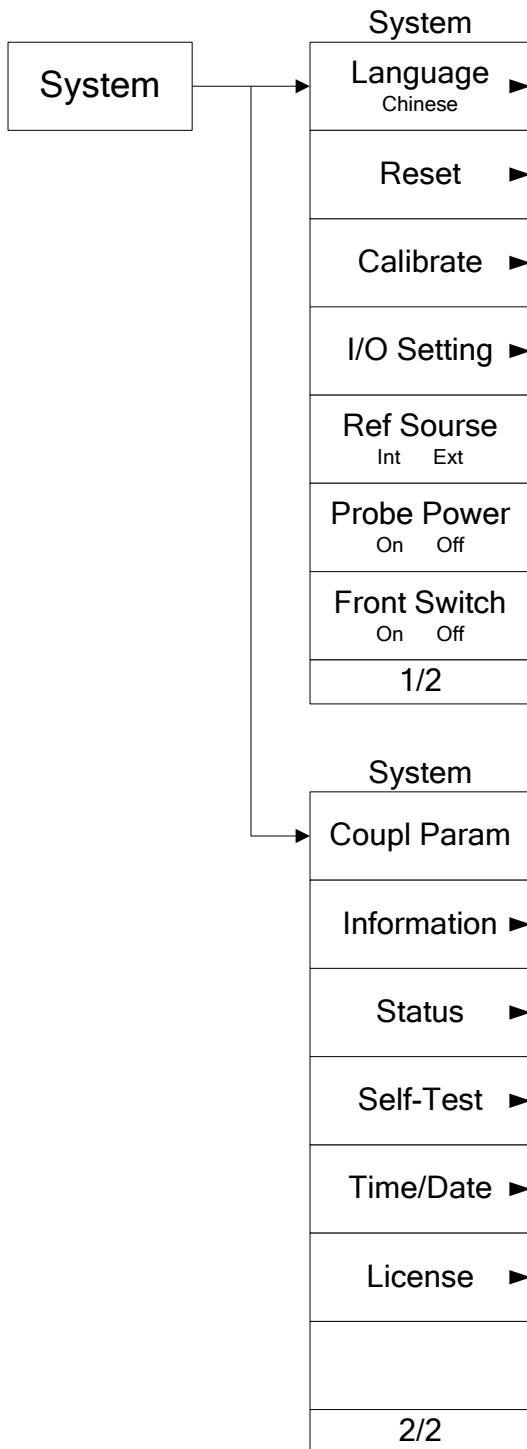 System
System
Language
Chinese
Reset
Calibrate
I/O Setting
Ref Sourse
Int Ext
Probe Power
On Off
Front Switch
On Off
1/2
System
Coupl Param
Information
Status
Self-Test
Time/Date
License
2/2